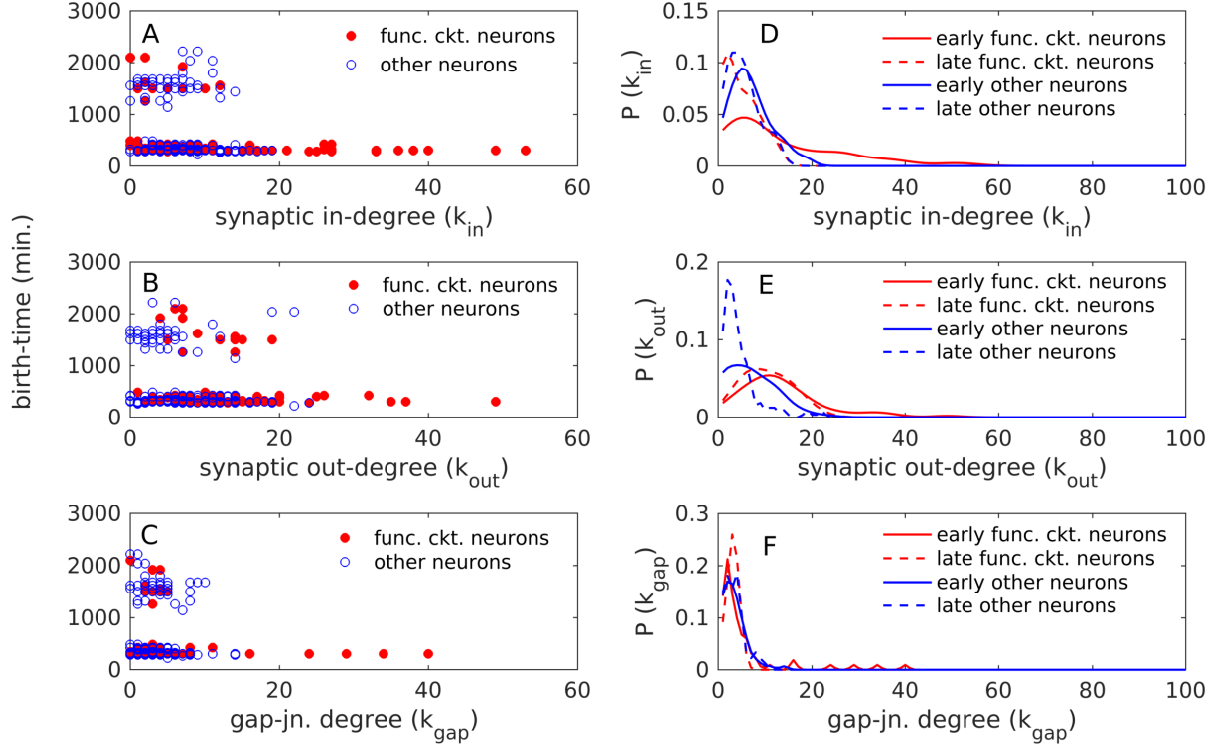 A
func. ckt. neurons
other neurons
3000
2000
1000
0
0 20 40 60
synaptic in-degree (k_in)
D
early func. ckt. neurons
late func. ckt. neurons
early other neurons
late other neurons
0.15
0.1
0.05
0
0 20 40 60 80 100
P (k_in)
synaptic in-degree (k_in)
birth-time (min.)
B
func. ckt. neurons
other neurons
3000
2000
1000
0
0 20 40 60
synaptic out-degree (k_out)
E
early func. ckt. neurons
late func. ckt. neurons
early other neurons
late other neurons
0.2
0.1
0
0 20 40 60 80 100
P (k_out)
synaptic out-degree (k_out)
C
func. ckt. neurons
other neurons
3000
2000
1000
0
0 20 40 60
gap-jn. degree (k_gap)
F
early func. ckt. neurons
late func. ckt. neurons
early other neurons
late other neurons
0.3
0.2
0.1
0
0 20 40 60 80 100
P (k_gap)
gap-jn. degree (k_gap)